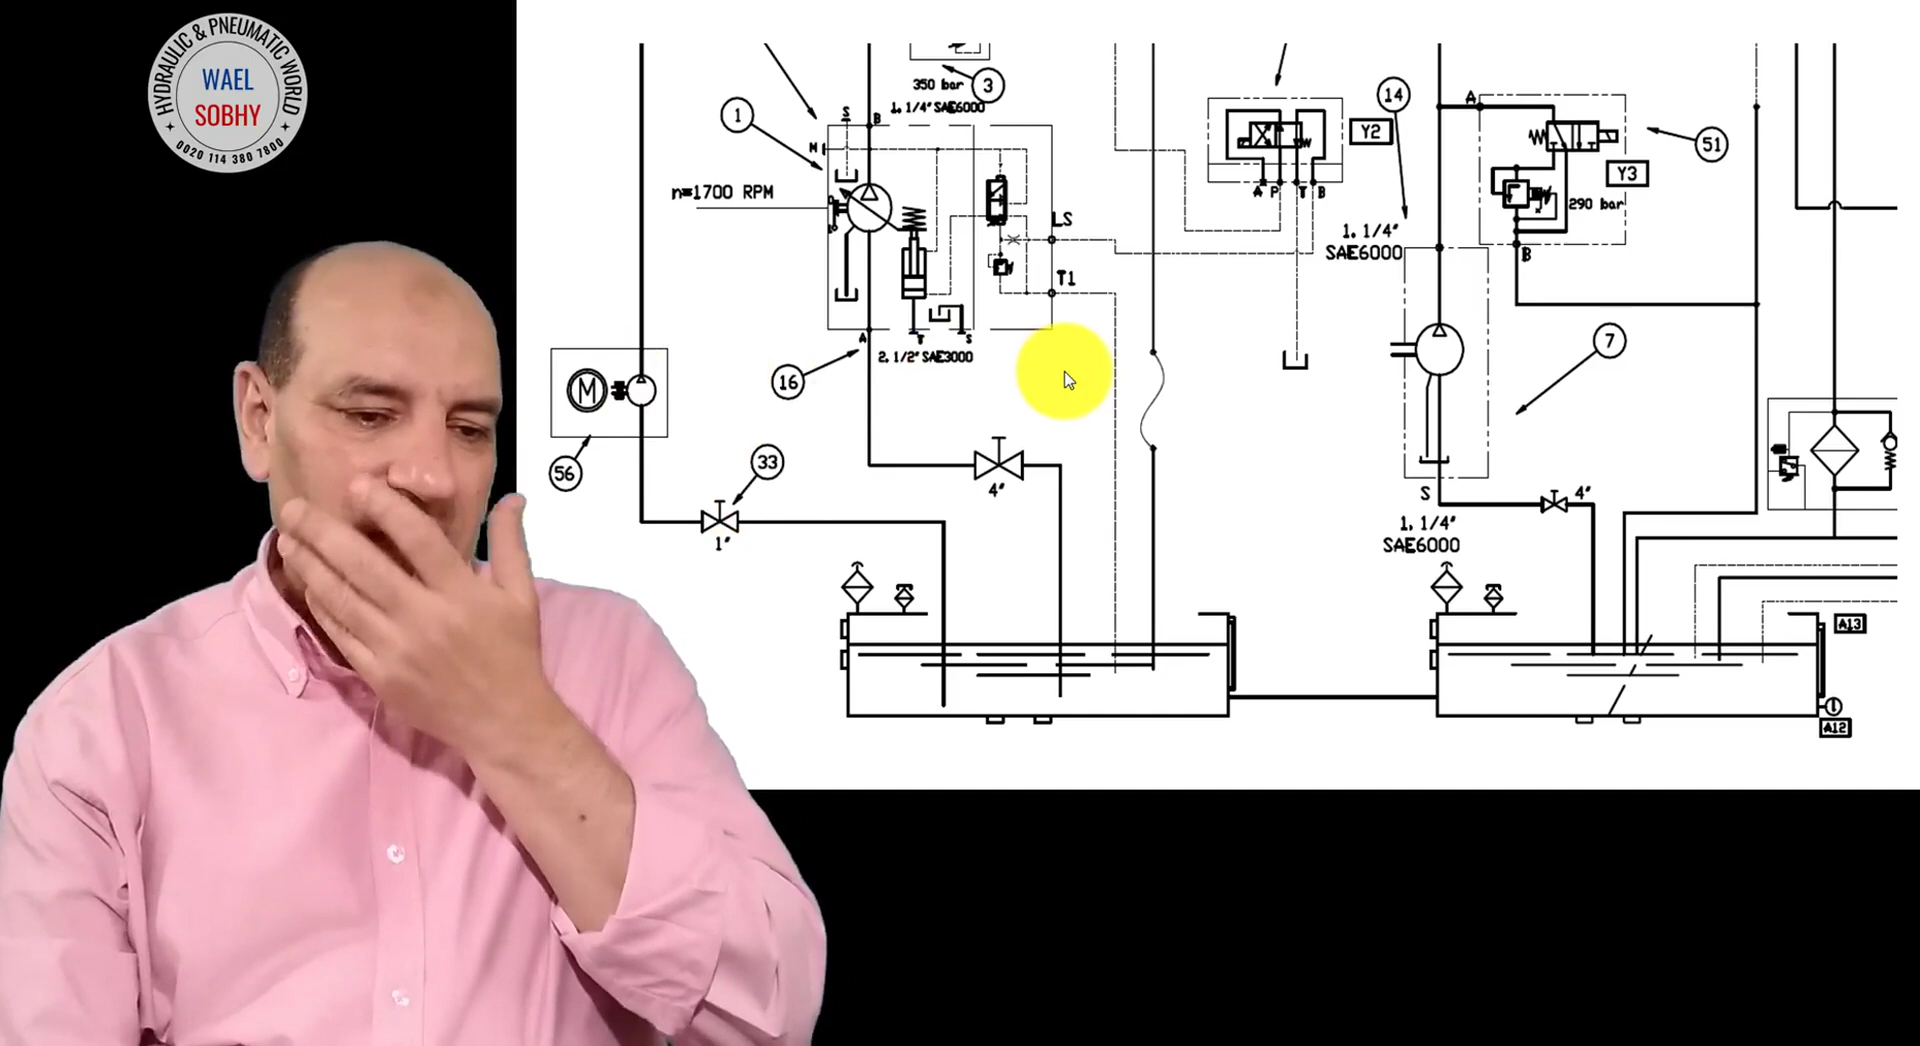 HYDRAULIC & PNEUMATIC WORLD
WAEL
SOBHY
0020 114 380 7800
350 bar
3
1. 1/4" SAE6000
1
S
B
M
n=1700 RPM
LS
T1
A
T
S
2. 1/2" SAE3000
16
M
56
33
1"
4"
Y2
A P T B
14
A
51
Y3
290 bar
1. 1/4"
SAE6000
B
7
S
4"
1. 1/4"
SAE6000
A13
A12